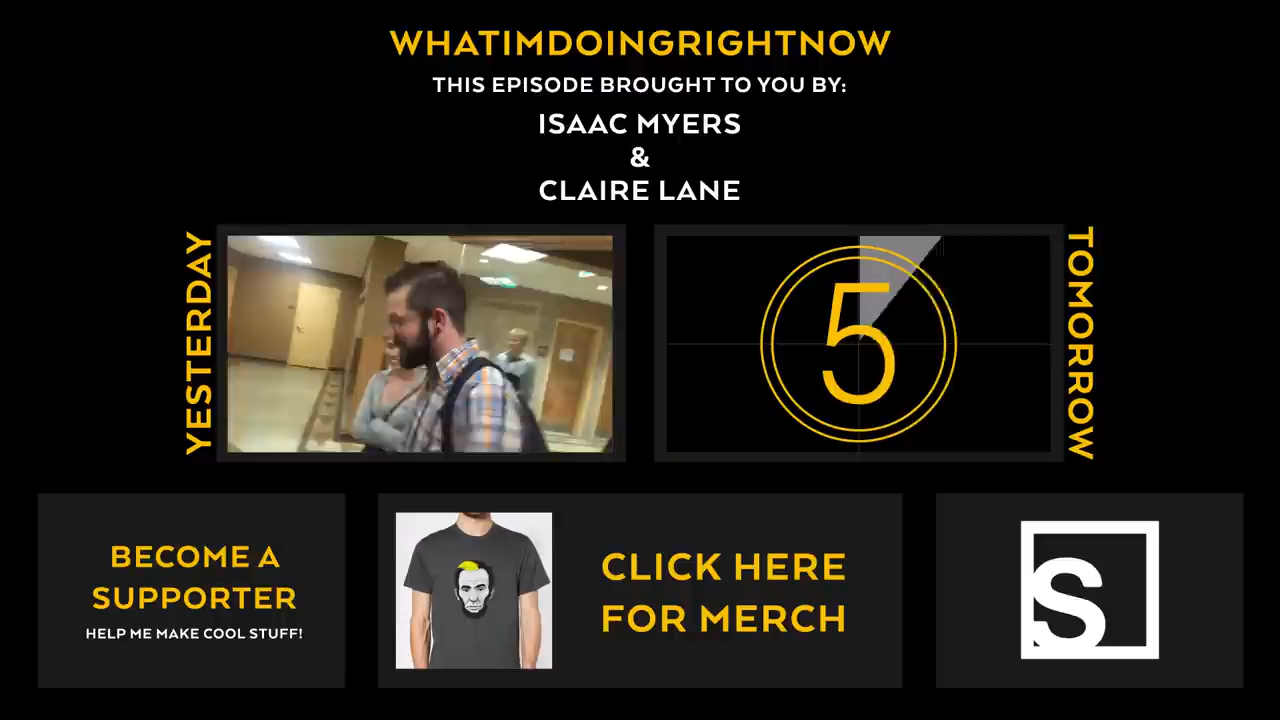 WHATIMDOINGRIGHTNOW
THIS EPISODE BROUGHT TO YOU BY:
ISAAC MYERS
&
CLAIRE LANE
YESTERDAY
5
TOMORROW
BECOME A
SUPPORTER
HELP ME MAKE COOL STUFF!
CLICK HERE
FOR MERCH
S